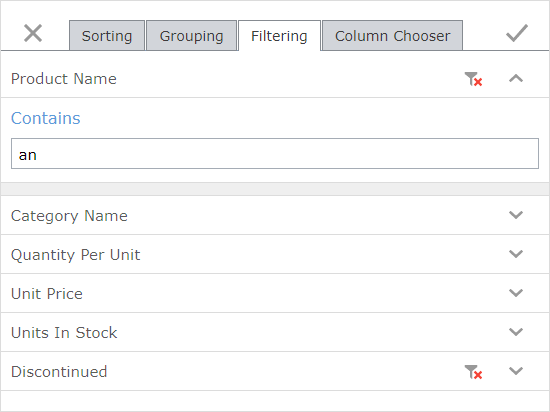 Sorting Grouping Filtering Column Chooser
Product Name
Contains
an
Category Name
Quantity Per Unit
Unit Price
Units In Stock
Discontinued